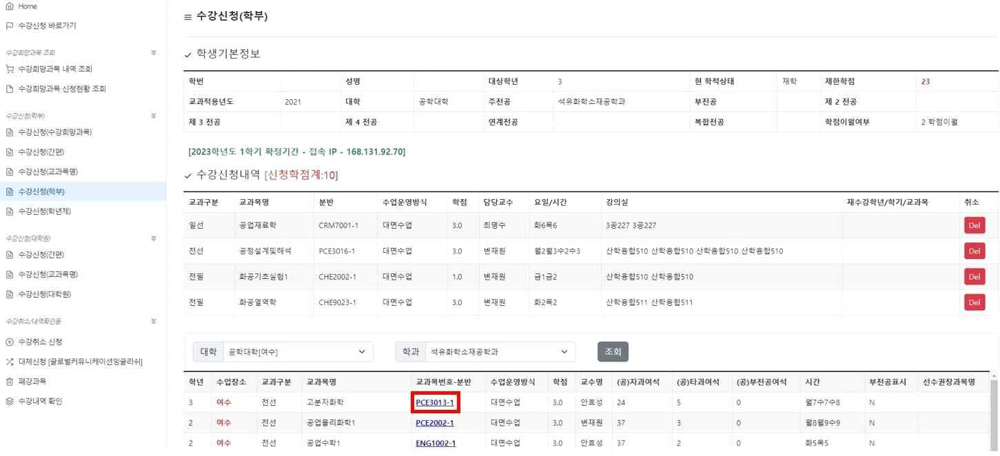 Home
수강신청 바로가기
수강희망과목 조회
수강희망과목 내역 조회
수강희망과목 신청현황 조회
수강신청(학부)
수강신청(수강희망과목)
수강신청(간편)
수강신청(교과목명)
수강신청(학부)
수강신청(학년제)
수강신청(대학원)
수강신청(간편)
수강신청(교과목명)
수강신청(대학원)
수강취소/내역확인등
수강취소 신청
대체신청 [글로벌커뮤니케이션잉글리쉬]
폐강과목
수강내역 확인
수강신청(학부)
학생기본정보
학번 성명 대상학년 3 현 학적상태 재학 제한학점 23
교과적용년도 2021 대학 공학대학 주전공 석유화학소재공학과 부전공 제 2 전공
제 3 전공 제 4 전공 연계전공 복합전공 학점이월여부 2 학점이월
[2023학년도 1학기 확정기간 - 접속 IP - 168.131.92.70]
수강신청내역 [신청학점계:10]
교과구분 교과목명 분반 수업운영방식 학점 담당교수 요일/시간 강의실 재수강학년/학기/교과목 취소
일선 공업재료학 CRM7001-1 대면수업 3.0 최명수 화6목6 3공227 3공227 Del
전선 공정설계및해석 PCE3016-1 대면수업 3.0 변재원 월2월3수2수3 산학융합510 산학융합510 산학융합510 산학융합510 Del
전필 화공기초실험1 CHE2002-1 대면수업 1.0 변재원 금1금2 산학융합510 산학융합510 Del
전필 화공열역학 CHE9023-1 대면수업 3.0 변재원 화2목2 산학융합511 산학융합511 Del
대학 공학대학[여수] 학과 석유화학소재공학과 조회
학년 수업장소 교과구분 교과목명 교과목번호-분반 수업운영방식 학점 교수명 (공)자과여석 (공)타과여석 (공)부전공여석 시간 부전공표시 선수권장과목명
3 여수 전선 고분자화학 PCE3013-1 대면수업 3.0 안효성 24 5 0 월7수7수8 N
2 여수 전선 공업물리화학1 PCE2002-1 대면수업 3.0 변재원 37 3 0 월8월9수9 N
2 여수 전선 공업수학1 ENG1002-1 대면수업 3.0 안효성 37 2 0 화5목5 N